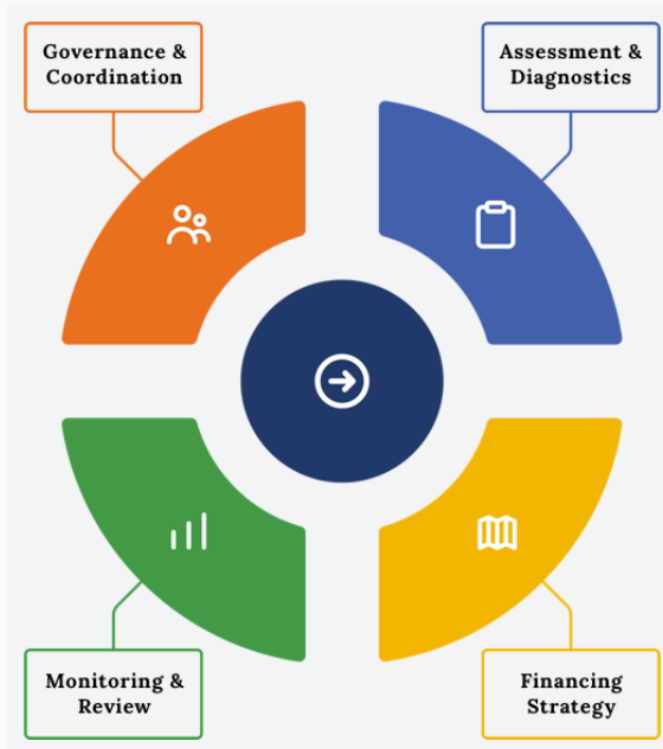 Governance &
Coordination
Assessment &
Diagnostics
Monitoring &
Review
Financing
Strategy